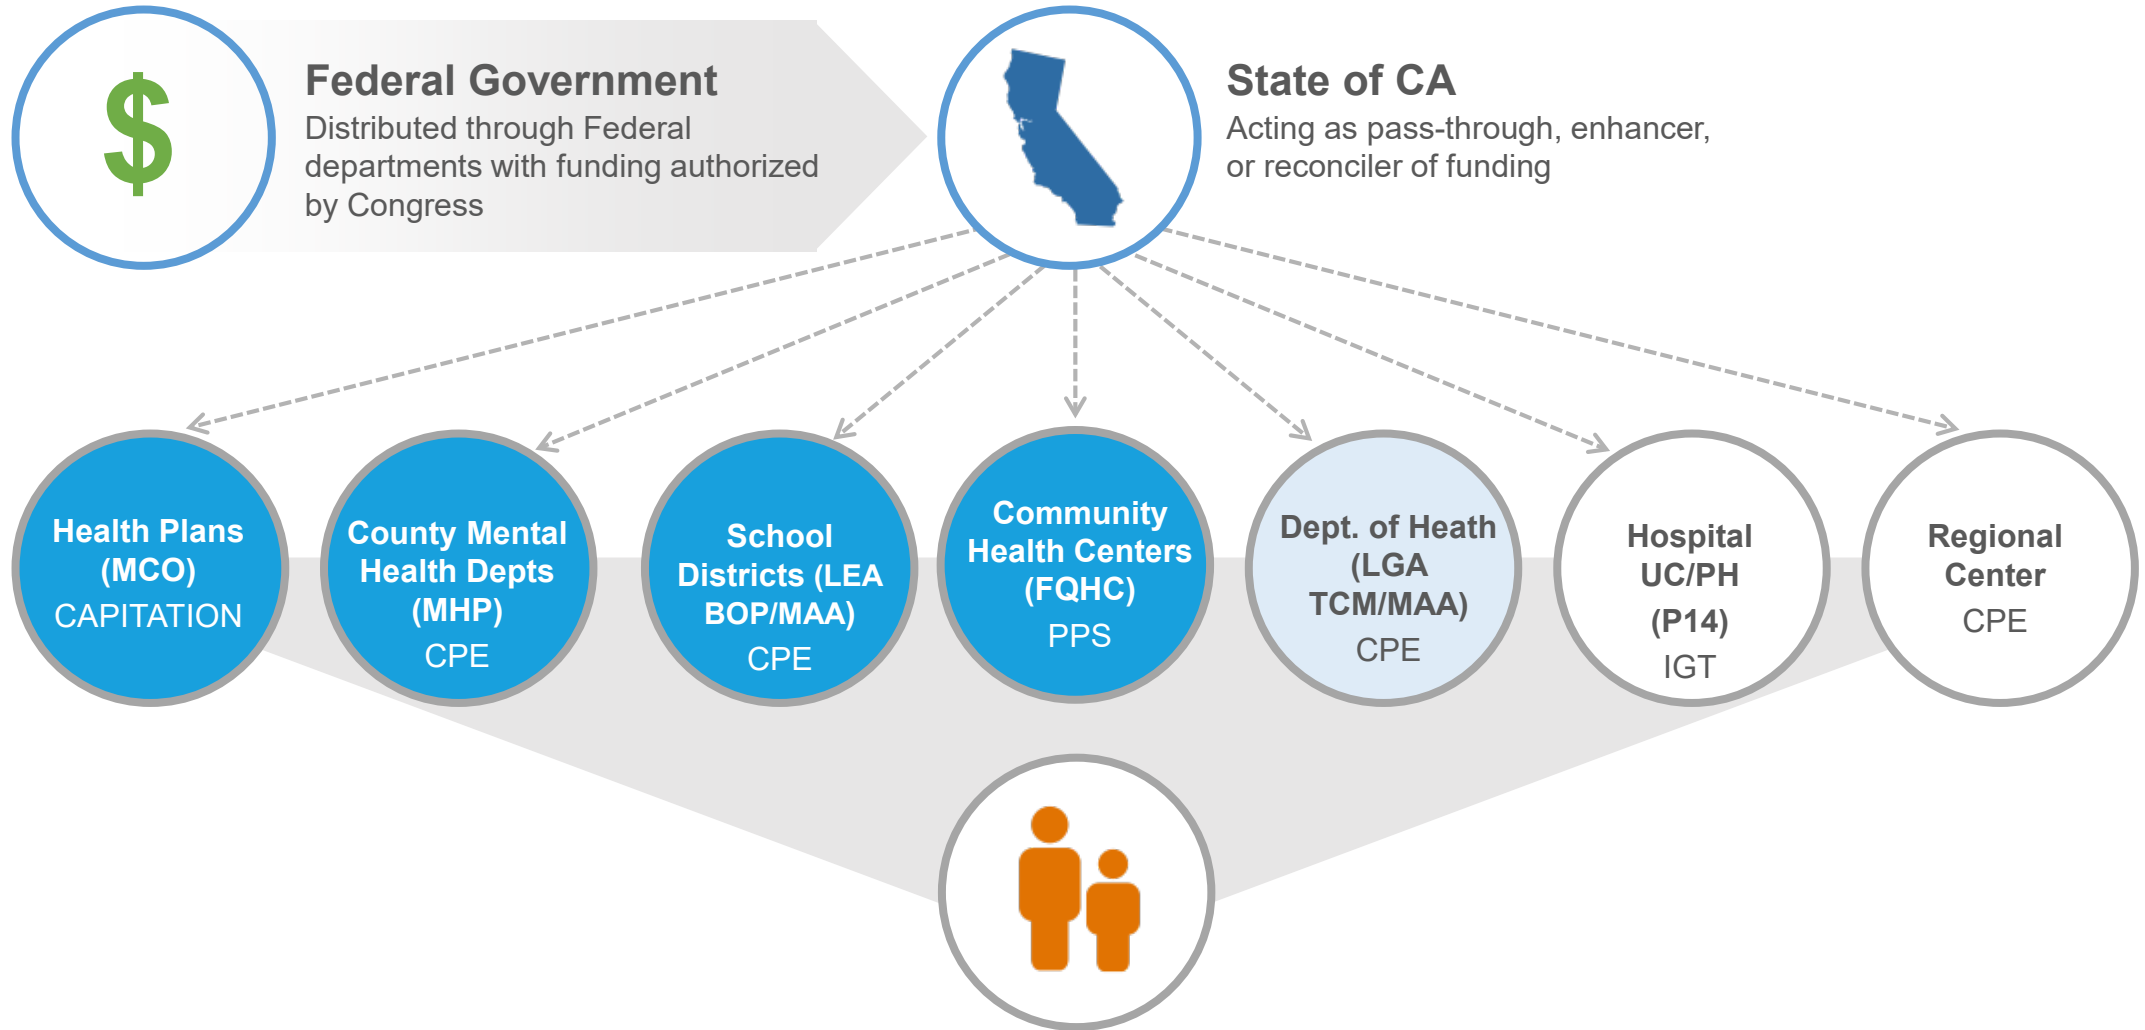 $
Federal Government
Distributed through Federal
departments with funding authorized
by Congress
State of CA
Acting as pass-through, enhancer,
or reconciler of funding
Health Plans
(MCO)
CAPITATION
County Mental
Health Depts
(MHP)
CPE
School
Districts (LEA
BOP/MAA)
CPE
Community
Health Centers
(FQHC)
PPS
Dept. of Heath
(LGA
TCM/MAA)
CPE
Hospital
UC/PH
(P14)
IGT
Regional
Center
CPE